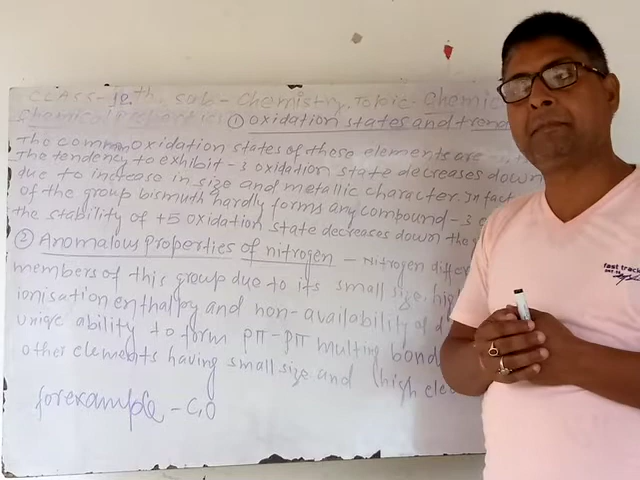 CLASS-12th Sub- Chemistry. Topic- Chemic
Chemical Properties ① Oxidation states and trend
The common oxidation states of these elements are
The tendency to exhibit -3 oxidation state decreases down
due to increase in size and metallic character. In fact
of the group bismuth hardly forms any compound -3
the stability of +5 oxidation state decreases down the
② Anomalous Properties of nitrogen - Nitrogen differ
members of this group due to its small size, hig
ionisation enthalpy and non-availability of d
uniqe ability to form pπ-pπ multing bond
other elements having small size and (high elec
for example - C, O
fast track